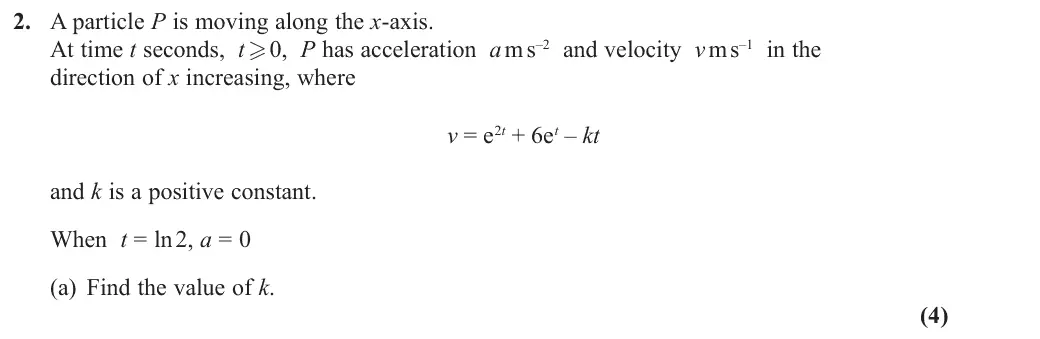 2. A particle P is moving along the x-axis.
At time t seconds, t ⩾ 0, P has acceleration a m s⁻² and velocity v m s⁻¹ in the
direction of x increasing, where
v = e²ᵗ + 6eᵗ – kt
and k is a positive constant.
When t = ln 2, a = 0
(a) Find the value of k.
(4)